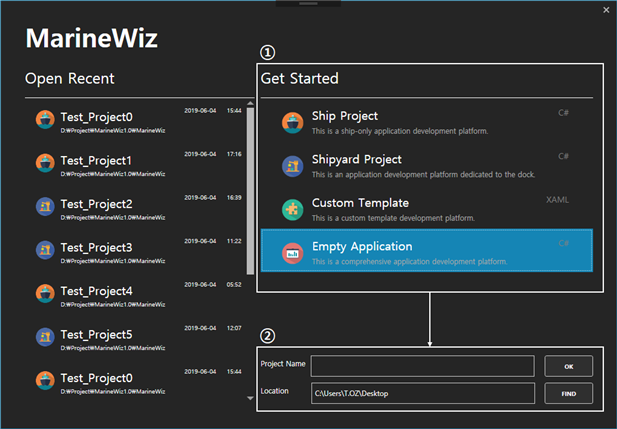 MarineWiz
Open Recent
Test_Project0 2019-06-04 15:44
D:₩Project₩MarineWiz1.0₩MarineWiz
Test_Project1 2019-06-04 17:16
D:₩Project₩MarineWiz1.0₩MarineWiz
Test_Project2 2019-06-04 16:39
D:₩Project₩MarineWiz1.0₩MarineWiz
Test_Project3 2019-06-04 11:22
D:₩Project₩MarineWiz1.0₩MarineWiz
Test_Project4 2019-06-04 05:52
D:₩Project₩MarineWiz1.0₩MarineWiz
Test_Project5 2019-06-04 12:07
D:₩Project₩MarineWiz1.0₩MarineWiz
Test_Project0 2019-06-04 15:44
D:₩Project₩MarineWiz1.0₩MarineWiz
①
Get Started
Ship Project C#
This is a ship-only application development platform.
Shipyard Project C#
This is an application development platform dedicated to the dock.
Custom Template XAML
This is a custom template development platform.
Empty Application C#
This is a comprehensive application development platform.
②
Project Name OK
Location C:\Users\T.OZ\Desktop FIND